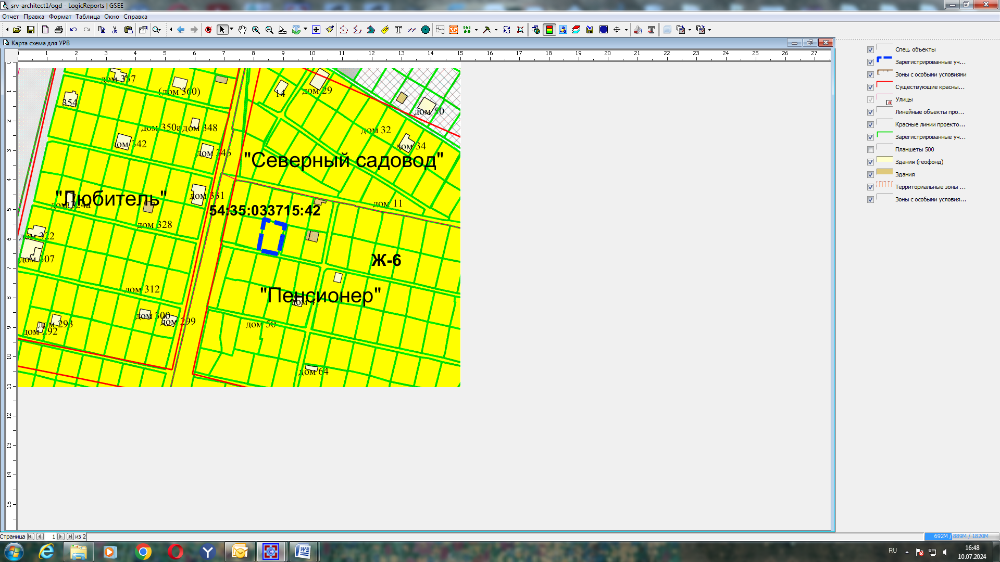 srv-architect1/ogd - LogicReports | GSEE
Отчет Правка Формат Таблица Окно Справка
Карта схема для УРВ
0 1 2 3 4 5 6 7 8 9 10 11 12 13 14 15 16 17 18 19 20 21 22 23 24 25 26 27
0 1 2 3 4 5 6 7 8 9 10 11 12 13 14 15
дом 337
(дом 360)
354
14
дом 29
дом 50
дом 350а
дом 348
дом 32
дом 342
дом 345
дом 34
"Северный садовод"
"Любитель"
дом 324а
дом 331
дом 11
54:35:033715:42
дом 328
дом 322
дом 307
Ж-6
дом 312
"Пенсионер"
дом 300
дом 299
дом 293
дом 292
дом 50
дом 64
Спец. объекты
Зарегистрированные уч...
Зоны с особыми условиями
Существующие красны...
Улицы
Линейные объекты про...
Красные линии проекто...
Зарегистрированные уч...
Планшеты 500
Здания (геофонд)
Здания
Территориальные зоны ...
Зоны с особыми условия...
Страница 1 из 2
692M / 889M / 1820M
RU
16:48
10.07.2024